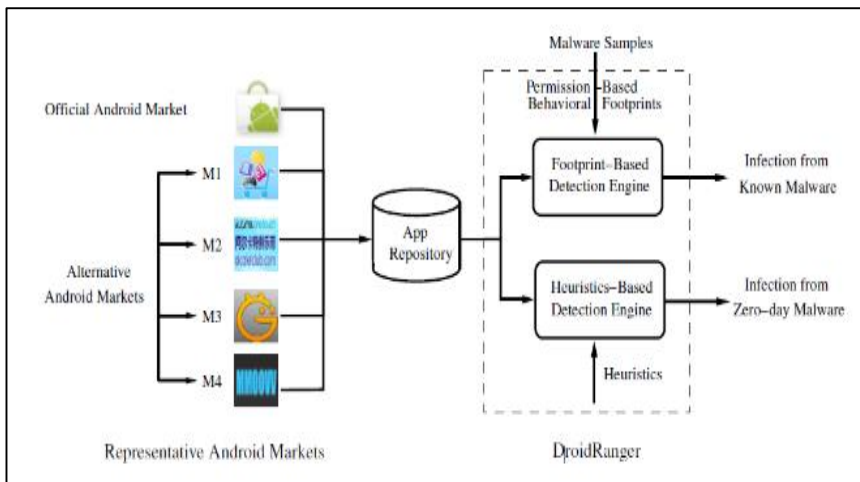 Malware Samples
Permission-Based
Behavioral Footprints
Official Android Market
M1
Footprint-Based
Detection Engine
Infection from
Known Malware
M2
App
Repository
Alternative
Android Markets
M3
Heuristics-Based
Detection Engine
Infection from
Zero-day Malware
M4
Heuristics
Representative Android Markets
DroidRanger